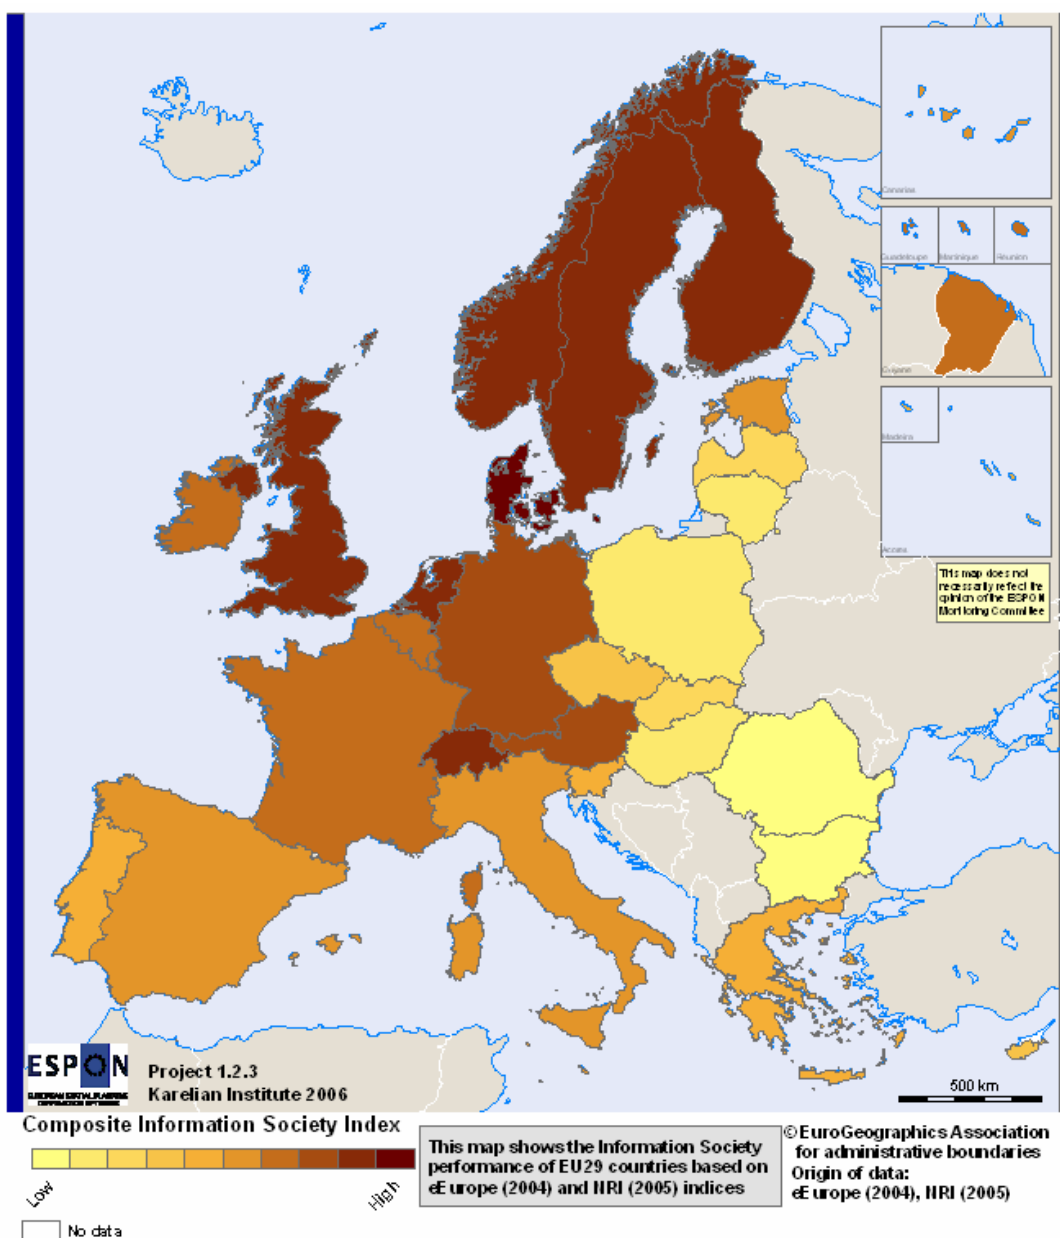 Canarias
Guadeloupe
Martinique
Reunion
Guyane
Madeira
Acores
This map does not
necessarily reflect the
opinion of the ESPON
Monitoring Committee
ESPON
Project 1.2.3
Karelian Institute 2006
500 km
Composite Information Society Index
Low
High
No data
This map shows the Information Society
performance of EU29 countries based on
eEurope (2004) and NRI (2005) indices
© EuroGeographics Association
for administrative boundaries
Origin of data:
eEurope (2004), NRI (2005)